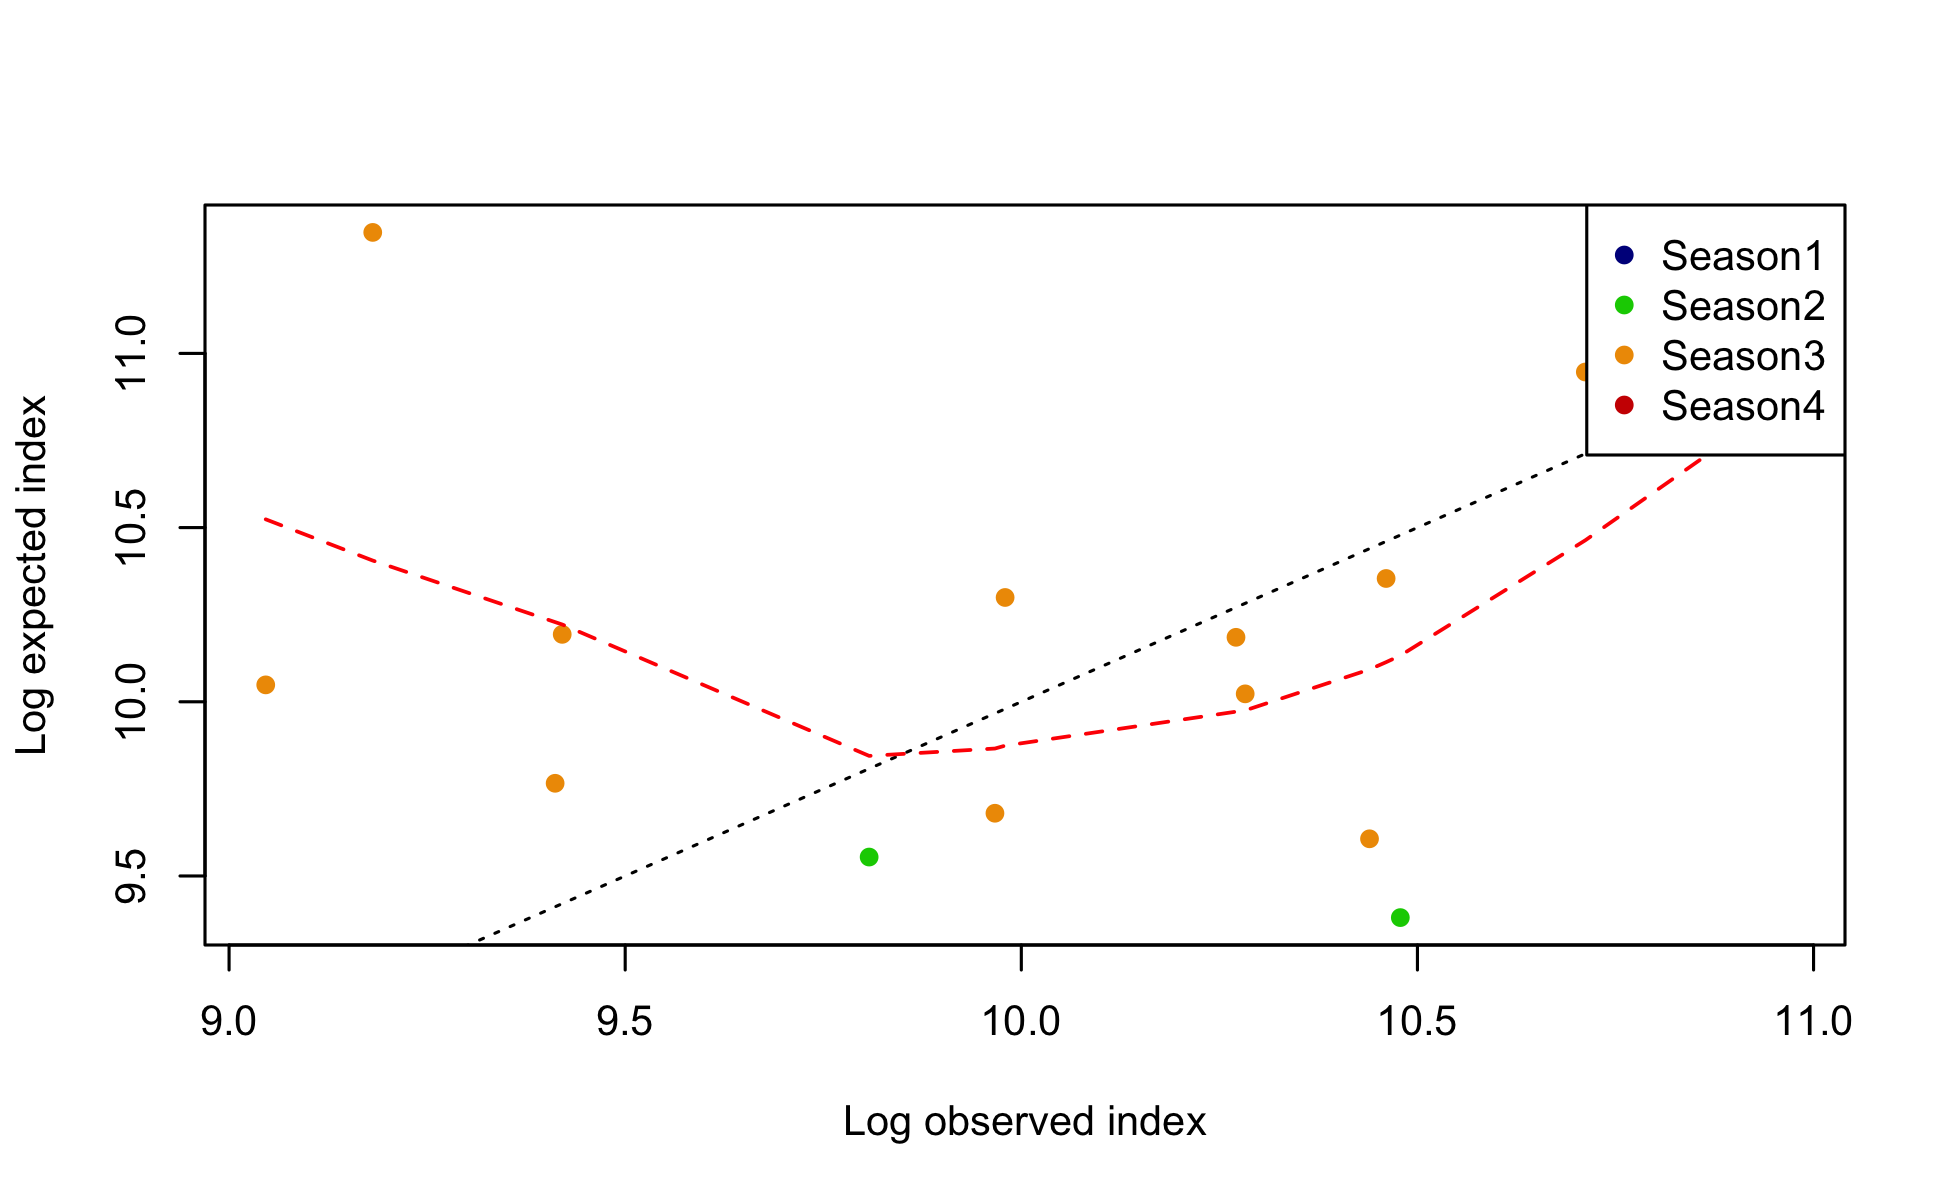 Season1
Season2
Season3
Season4
Log expected index
11.0
10.5
10.0
9.5
9.0 9.5 10.0 10.5 11.0
Log observed index